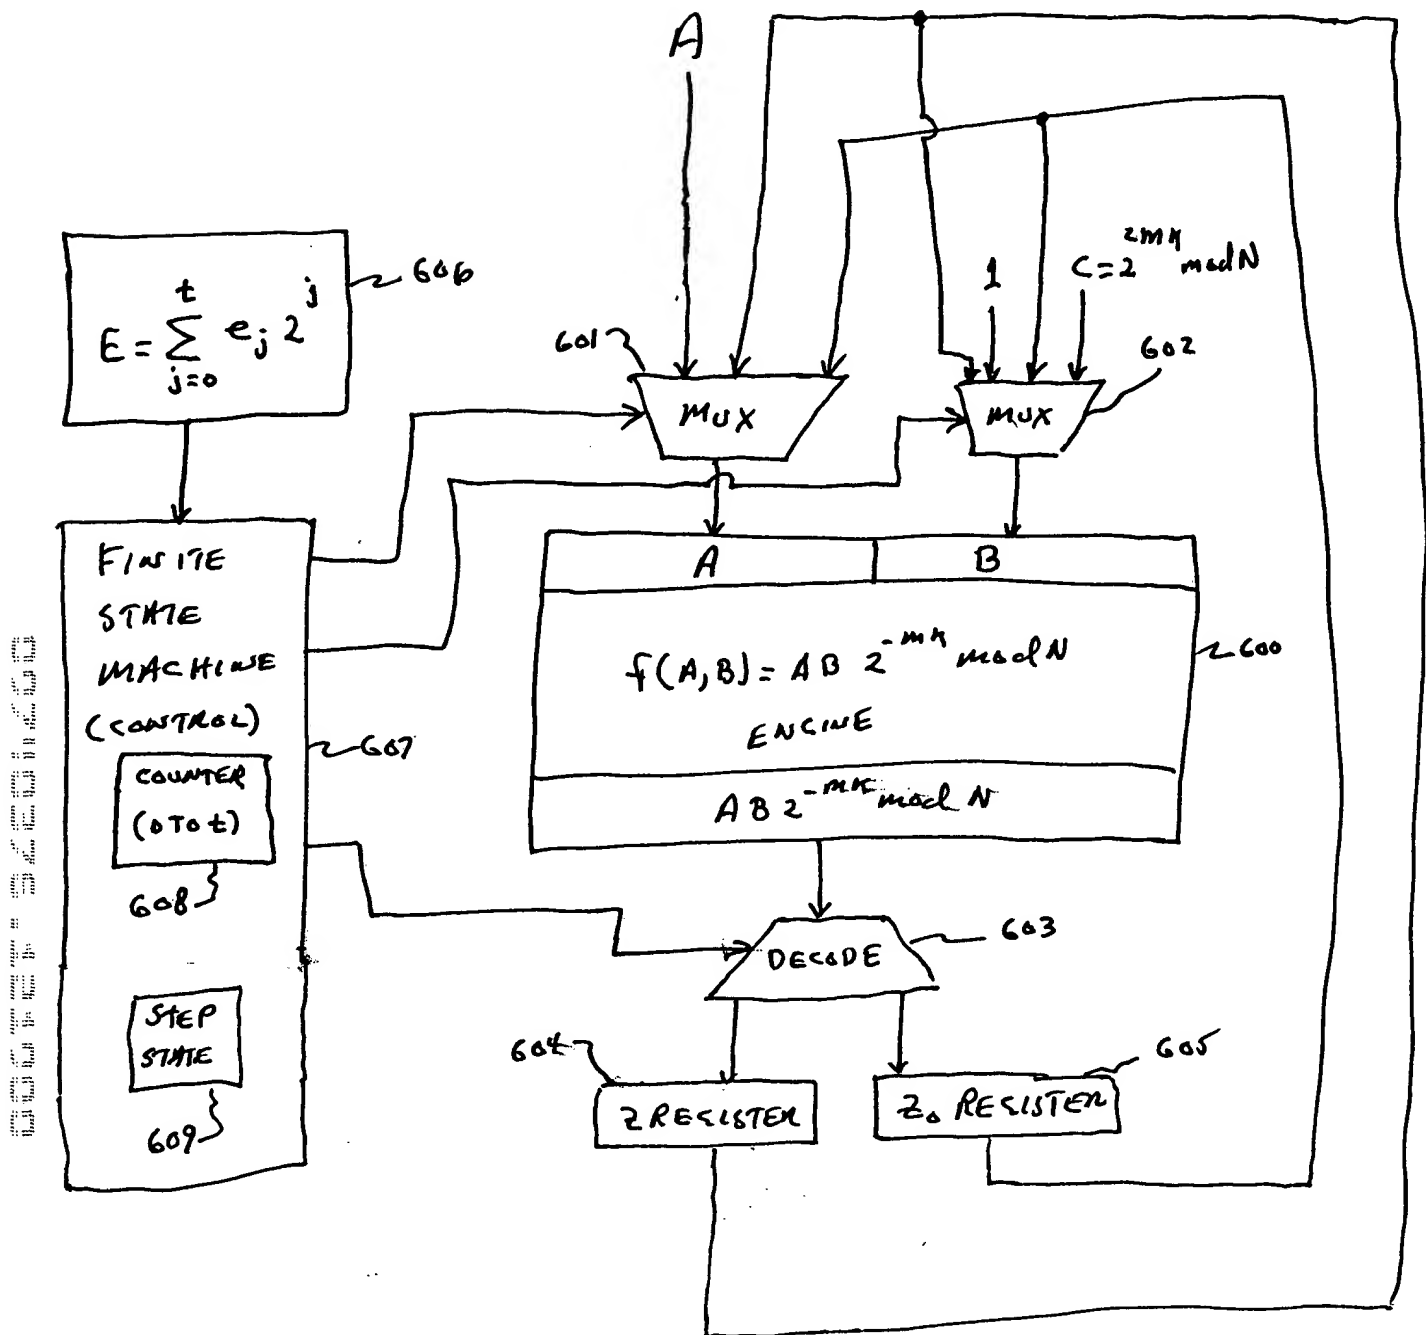 A
606
t
E = Σ e_j 2^j
j=0
1
C = 2^{2mk} mod N
601
602
MUX
MUX
FINITE
STATE
MACHINE
(CONTROL)
607
COUNTER
(0 TO t)
608
STEP
STATE
609
A
B
f(A,B) = AB 2^{-mk} mod N
ENGINE
600
AB 2^{-mk} mod N
DECODE
603
604
605
Z REGISTER
Z₀ REGISTER